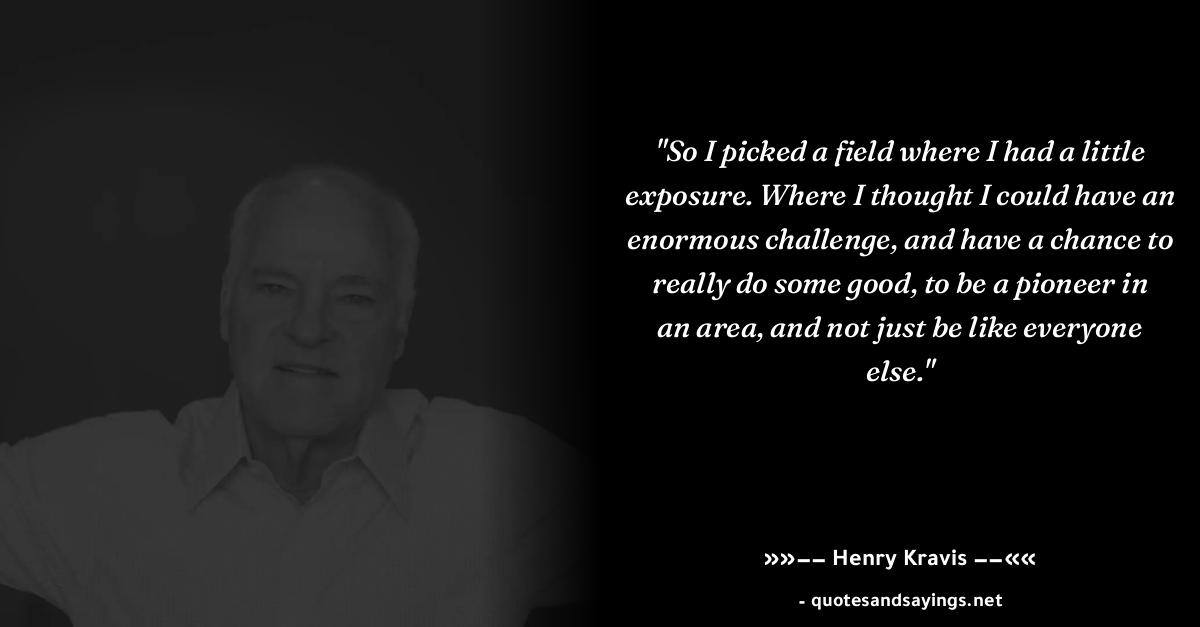 "So I picked a field where I had a little
exposure. Where I thought I could have an
enormous challenge, and have a chance to
really do some good, to be a pioneer in
an area, and not just be like everyone
else."
»»−− Henry Kravis −−««
- quotesandsayings.net